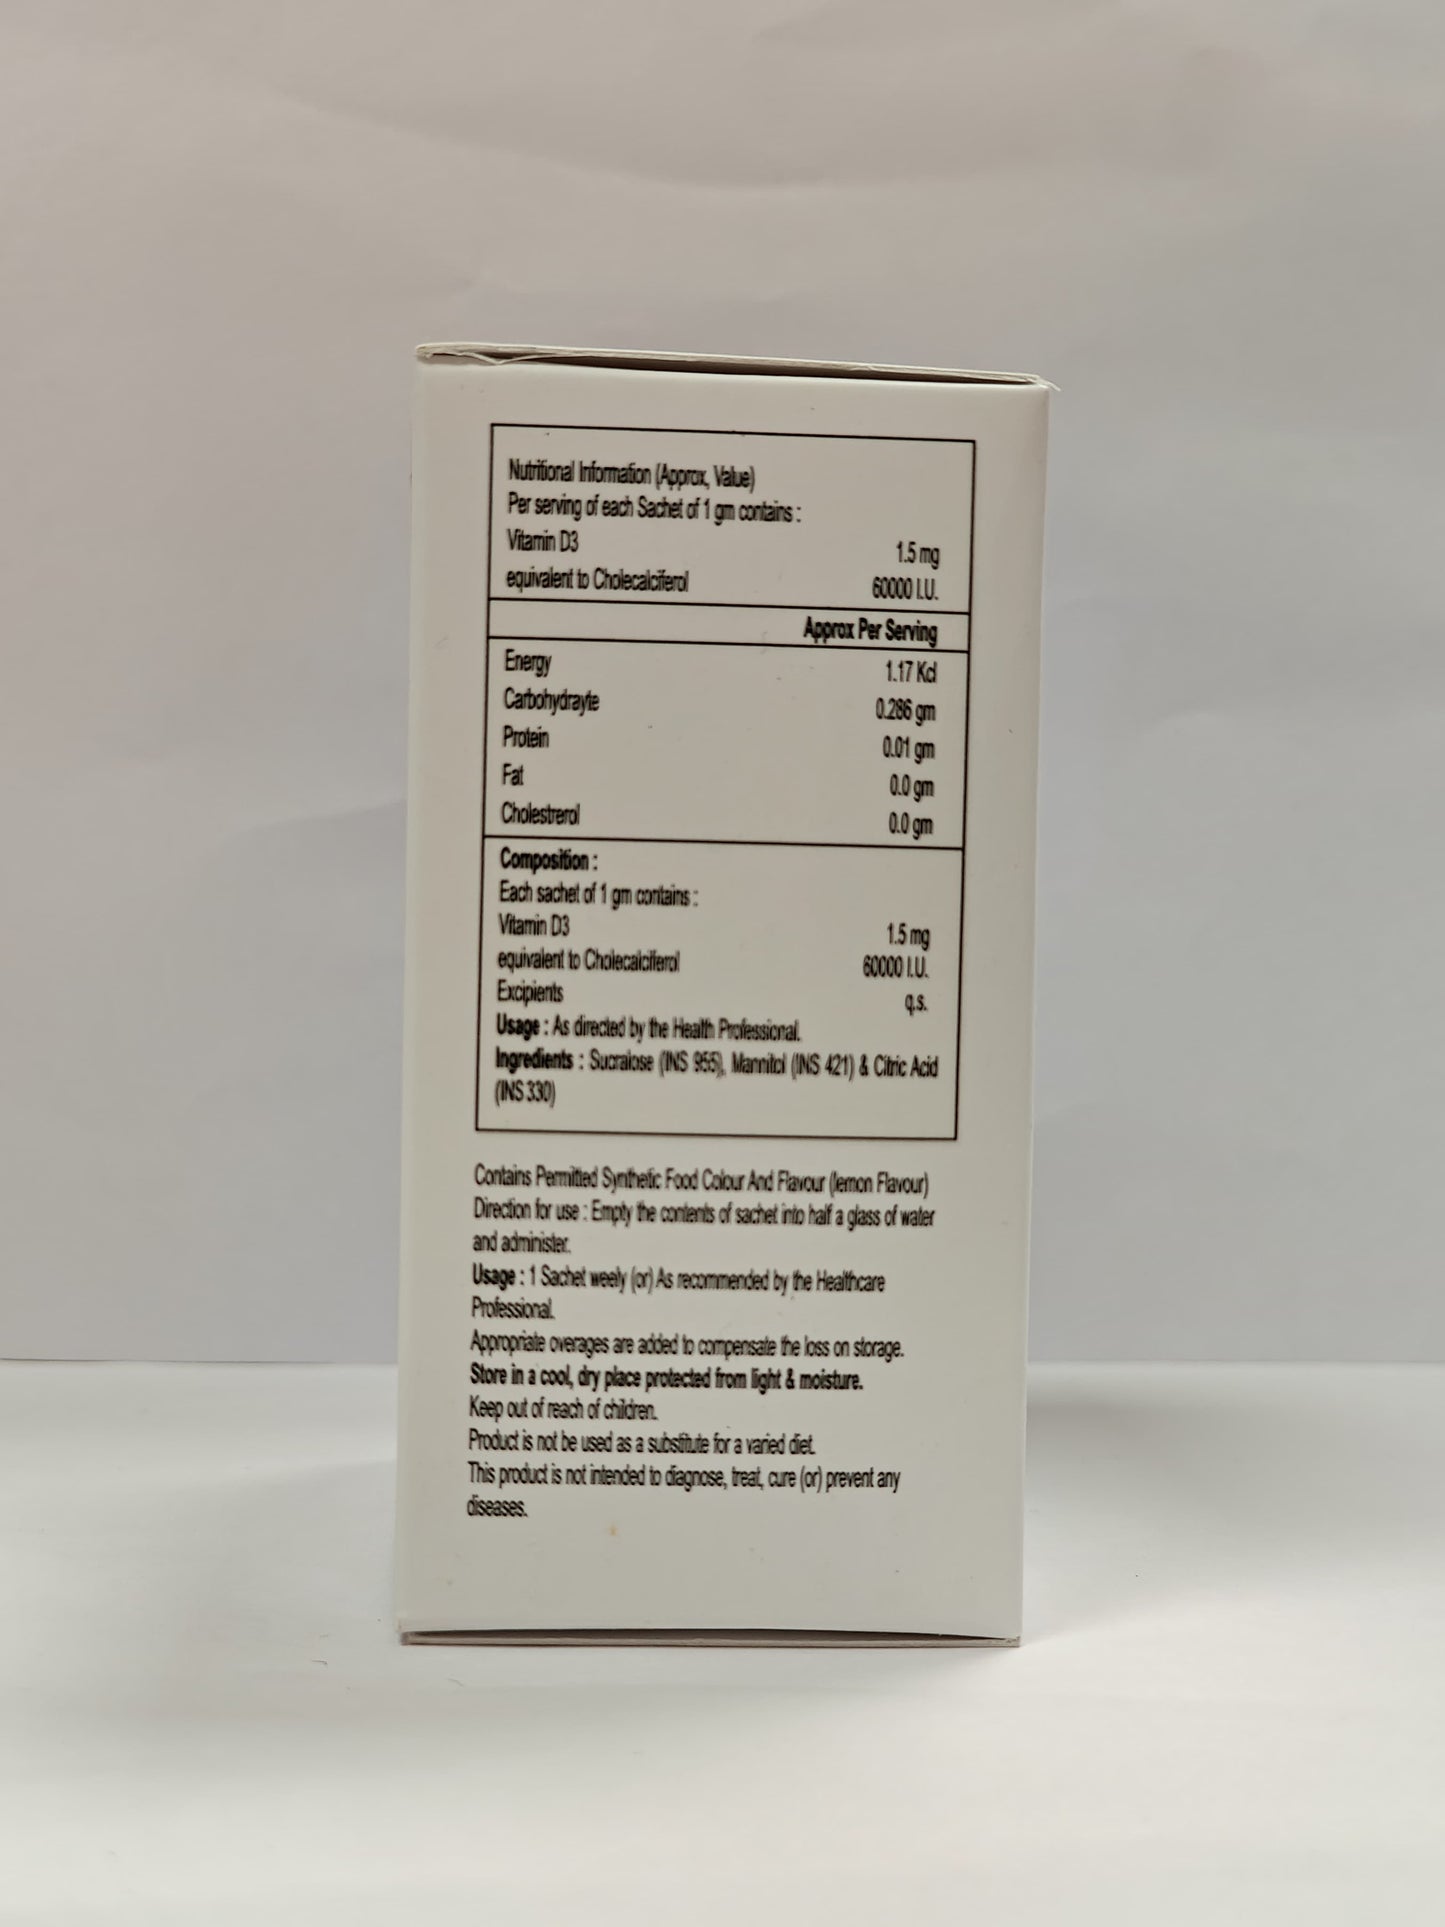 Nutritional Information (Approx, Value)
Per serving of each Sachet of 1 gm contains :
Vitamin D3 1.5 mg
equivalent to Cholecalciferol 60000 I.U.
Approx Per Serving
Energy 1.17 Kcl
Carbohydrayte 0.286 gm
Protein 0.01 gm
Fat 0.0 gm
Cholestrerol 0.0 gm
Composition :
Each sachet of 1 gm contains :
Vitamin D3 1.5 mg
equivalent to Cholecalciferol 60000 I.U.
Excipients q.s.
Usage : As directed by the Health Professional.
Ingredients : Sucralose (INS 955), Mannitol (INS 421) & Citric Acid
(INS 330)
Contains Permitted Synthetic Food Colour And Flavour (lemon Flavour)
Direction for use : Empty the contents of sachet into half a glass of water
and administer.
Usage : 1 Sachet weely (or) As recommended by the Healthcare
Professional.
Appropriate overages are added to compensate the loss on storage.
Store in a cool, dry place protected from light & moisture.
Keep out of reach of children.
Product is not be used as a substitute for a varied diet.
This product is not intended to diagnose, treat, cure (or) prevent any
diseases.